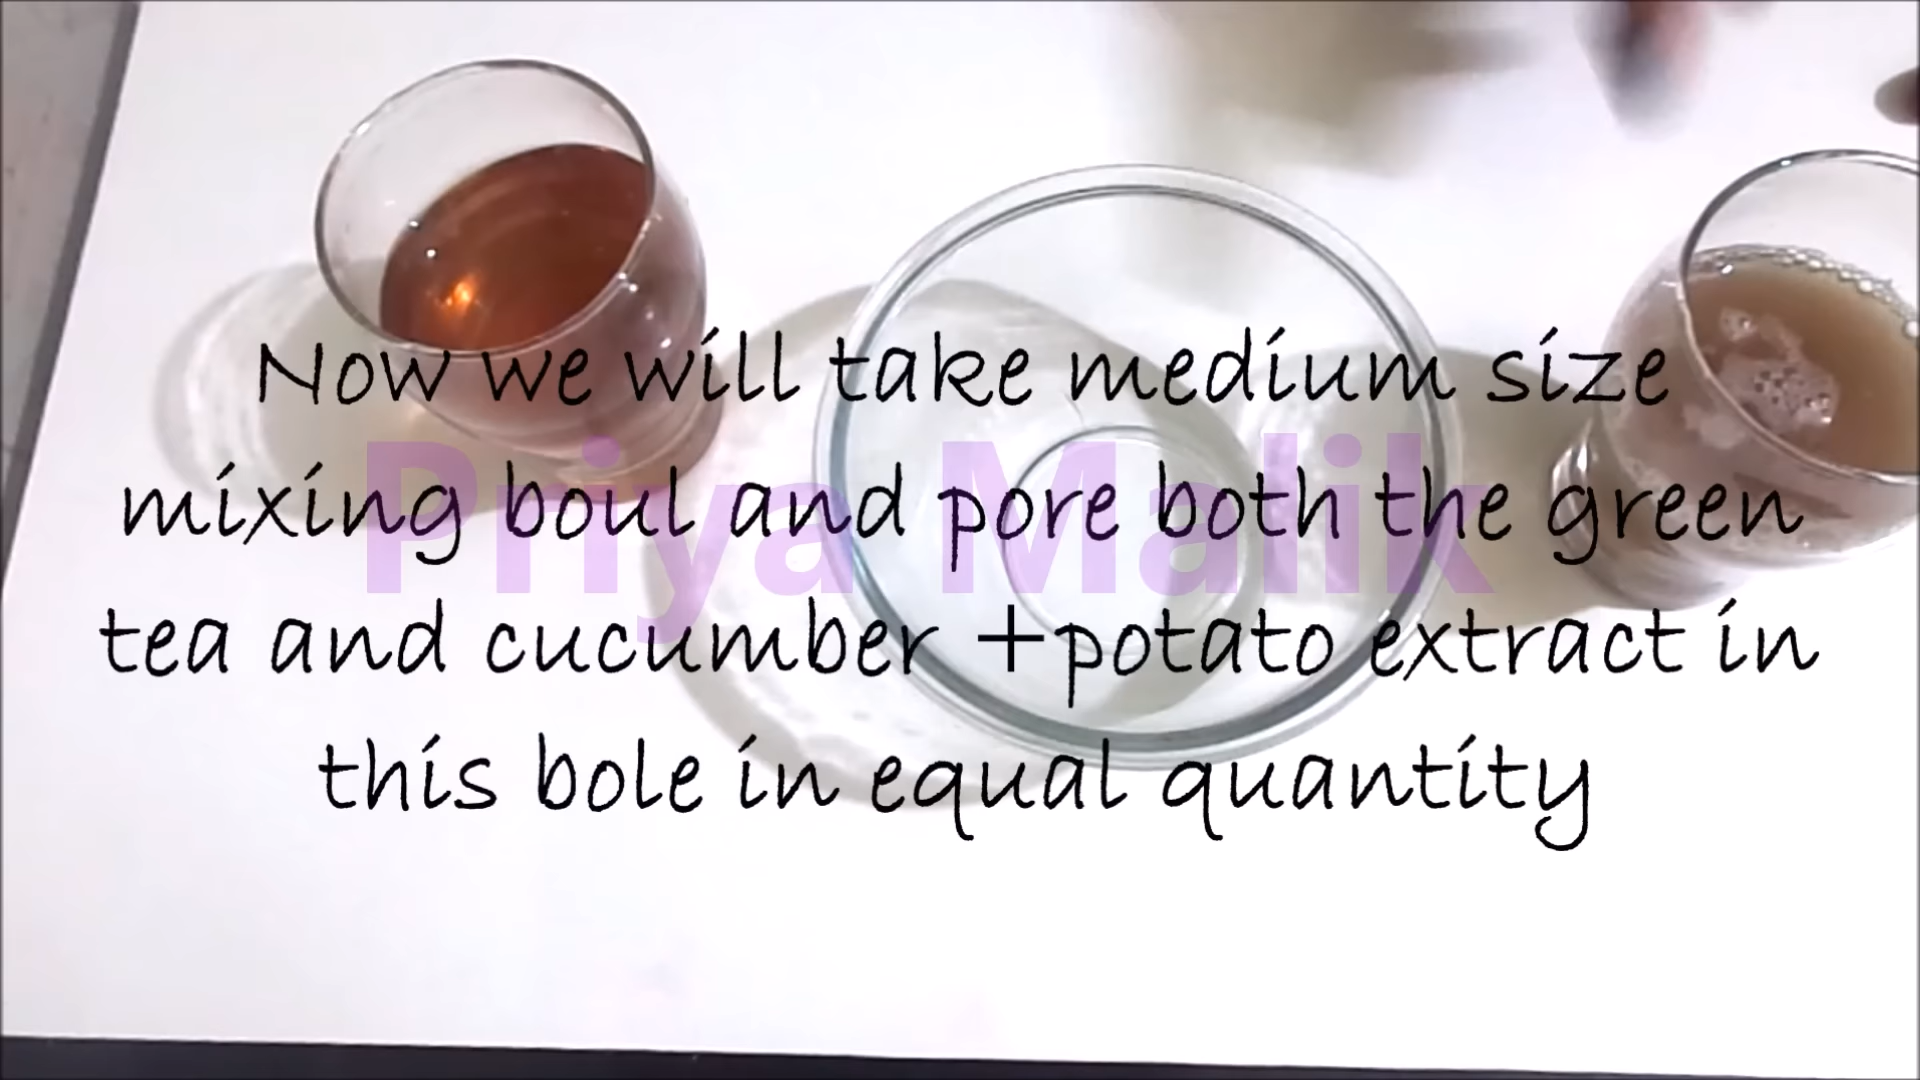 Now we will take medium size
mixing boul and pore both the green
tea and cucumber +potato extract in
this bole in equal quantity
Priya Malik